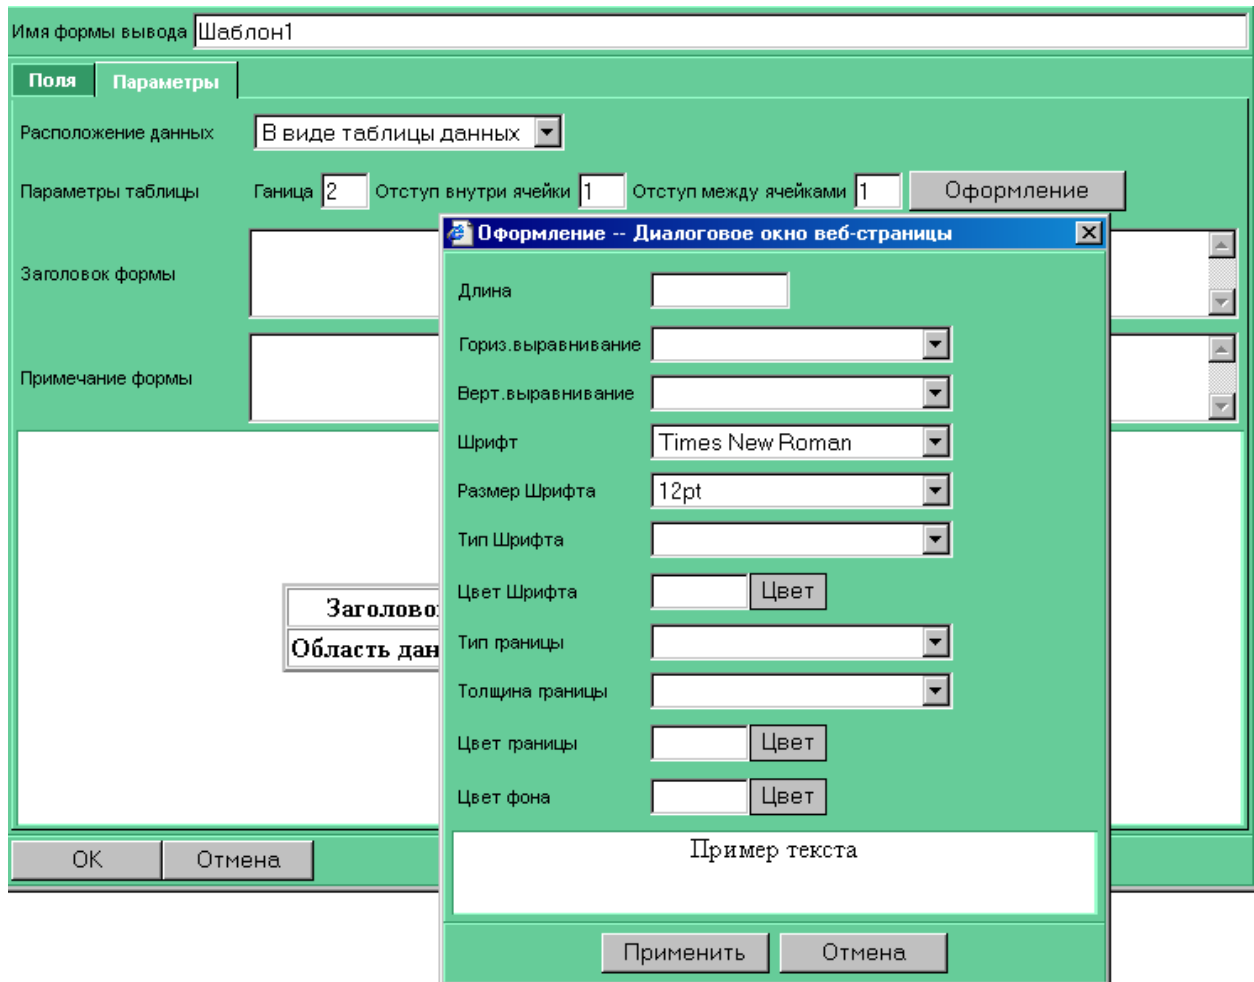 Имя формы вывода Шаблон1
Поля Параметры
Расположение данных В виде таблицы данных
Параметры таблицы Ганица 2 Отступ внутри ячейки 1 Отступ между ячейками 1 Оформление
Оформление -- Диалоговое окно веб-страницы
Заголовок формы
Примечание формы
Длина
Гориз.выравнивание
Верт.выравнивание
Шрифт Times New Roman
Размер Шрифта 12pt
Тип Шрифта
Цвет Шрифта Цвет
Тип границы
Толщина границы
Цвет границы Цвет
Цвет фона Цвет
Пример текста
Применить Отмена
Заголово
Область дан
OK Отмена